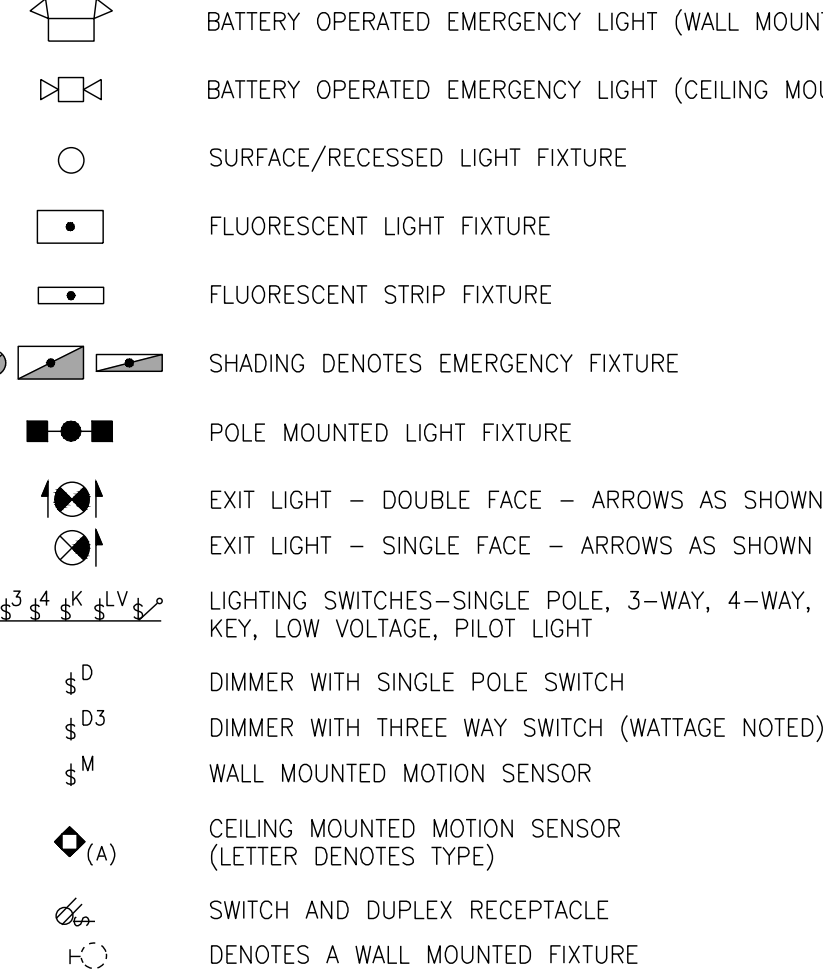 BATTERY OPERATED EMERGENCY LIGHT (WALL
BATTERY OPERATED EMERGENCY LIGHT (CEILING
SURFACE/RECESSED LIGHT FIXTURE
FLUORESCENT LIGHT FIXTURE
FLUORESCENT STRIP FIXTURE
SHADING DENOTES EMERGENCY FIXTURE
POLE MOUNTED LIGHT FIXTURE
EXIT LIGHT – DOUBLE FACE – ARROWS AS SHOWN
EXIT LIGHT – SINGLE FACE – ARROWS AS SHOWN
$3 $4 $K $LV $ LIGHTING SWITCHES–SINGLE POLE, 3–WAY, 4–WAY,
KEY, LOW VOLTAGE, PILOT LIGHT
$D DIMMER WITH SINGLE POLE SWITCH
$D3 DIMMER WITH THREE WAY SWITCH (WATTAGE NOTED)
$M WALL MOUNTED MOTION SENSOR
CEILING MOUNTED MOTION SENSOR
(A) (LETTER DENOTES TYPE)
SWITCH AND DUPLEX RECEPTACLE
DENOTES A WALL MOUNTED FIXTURE